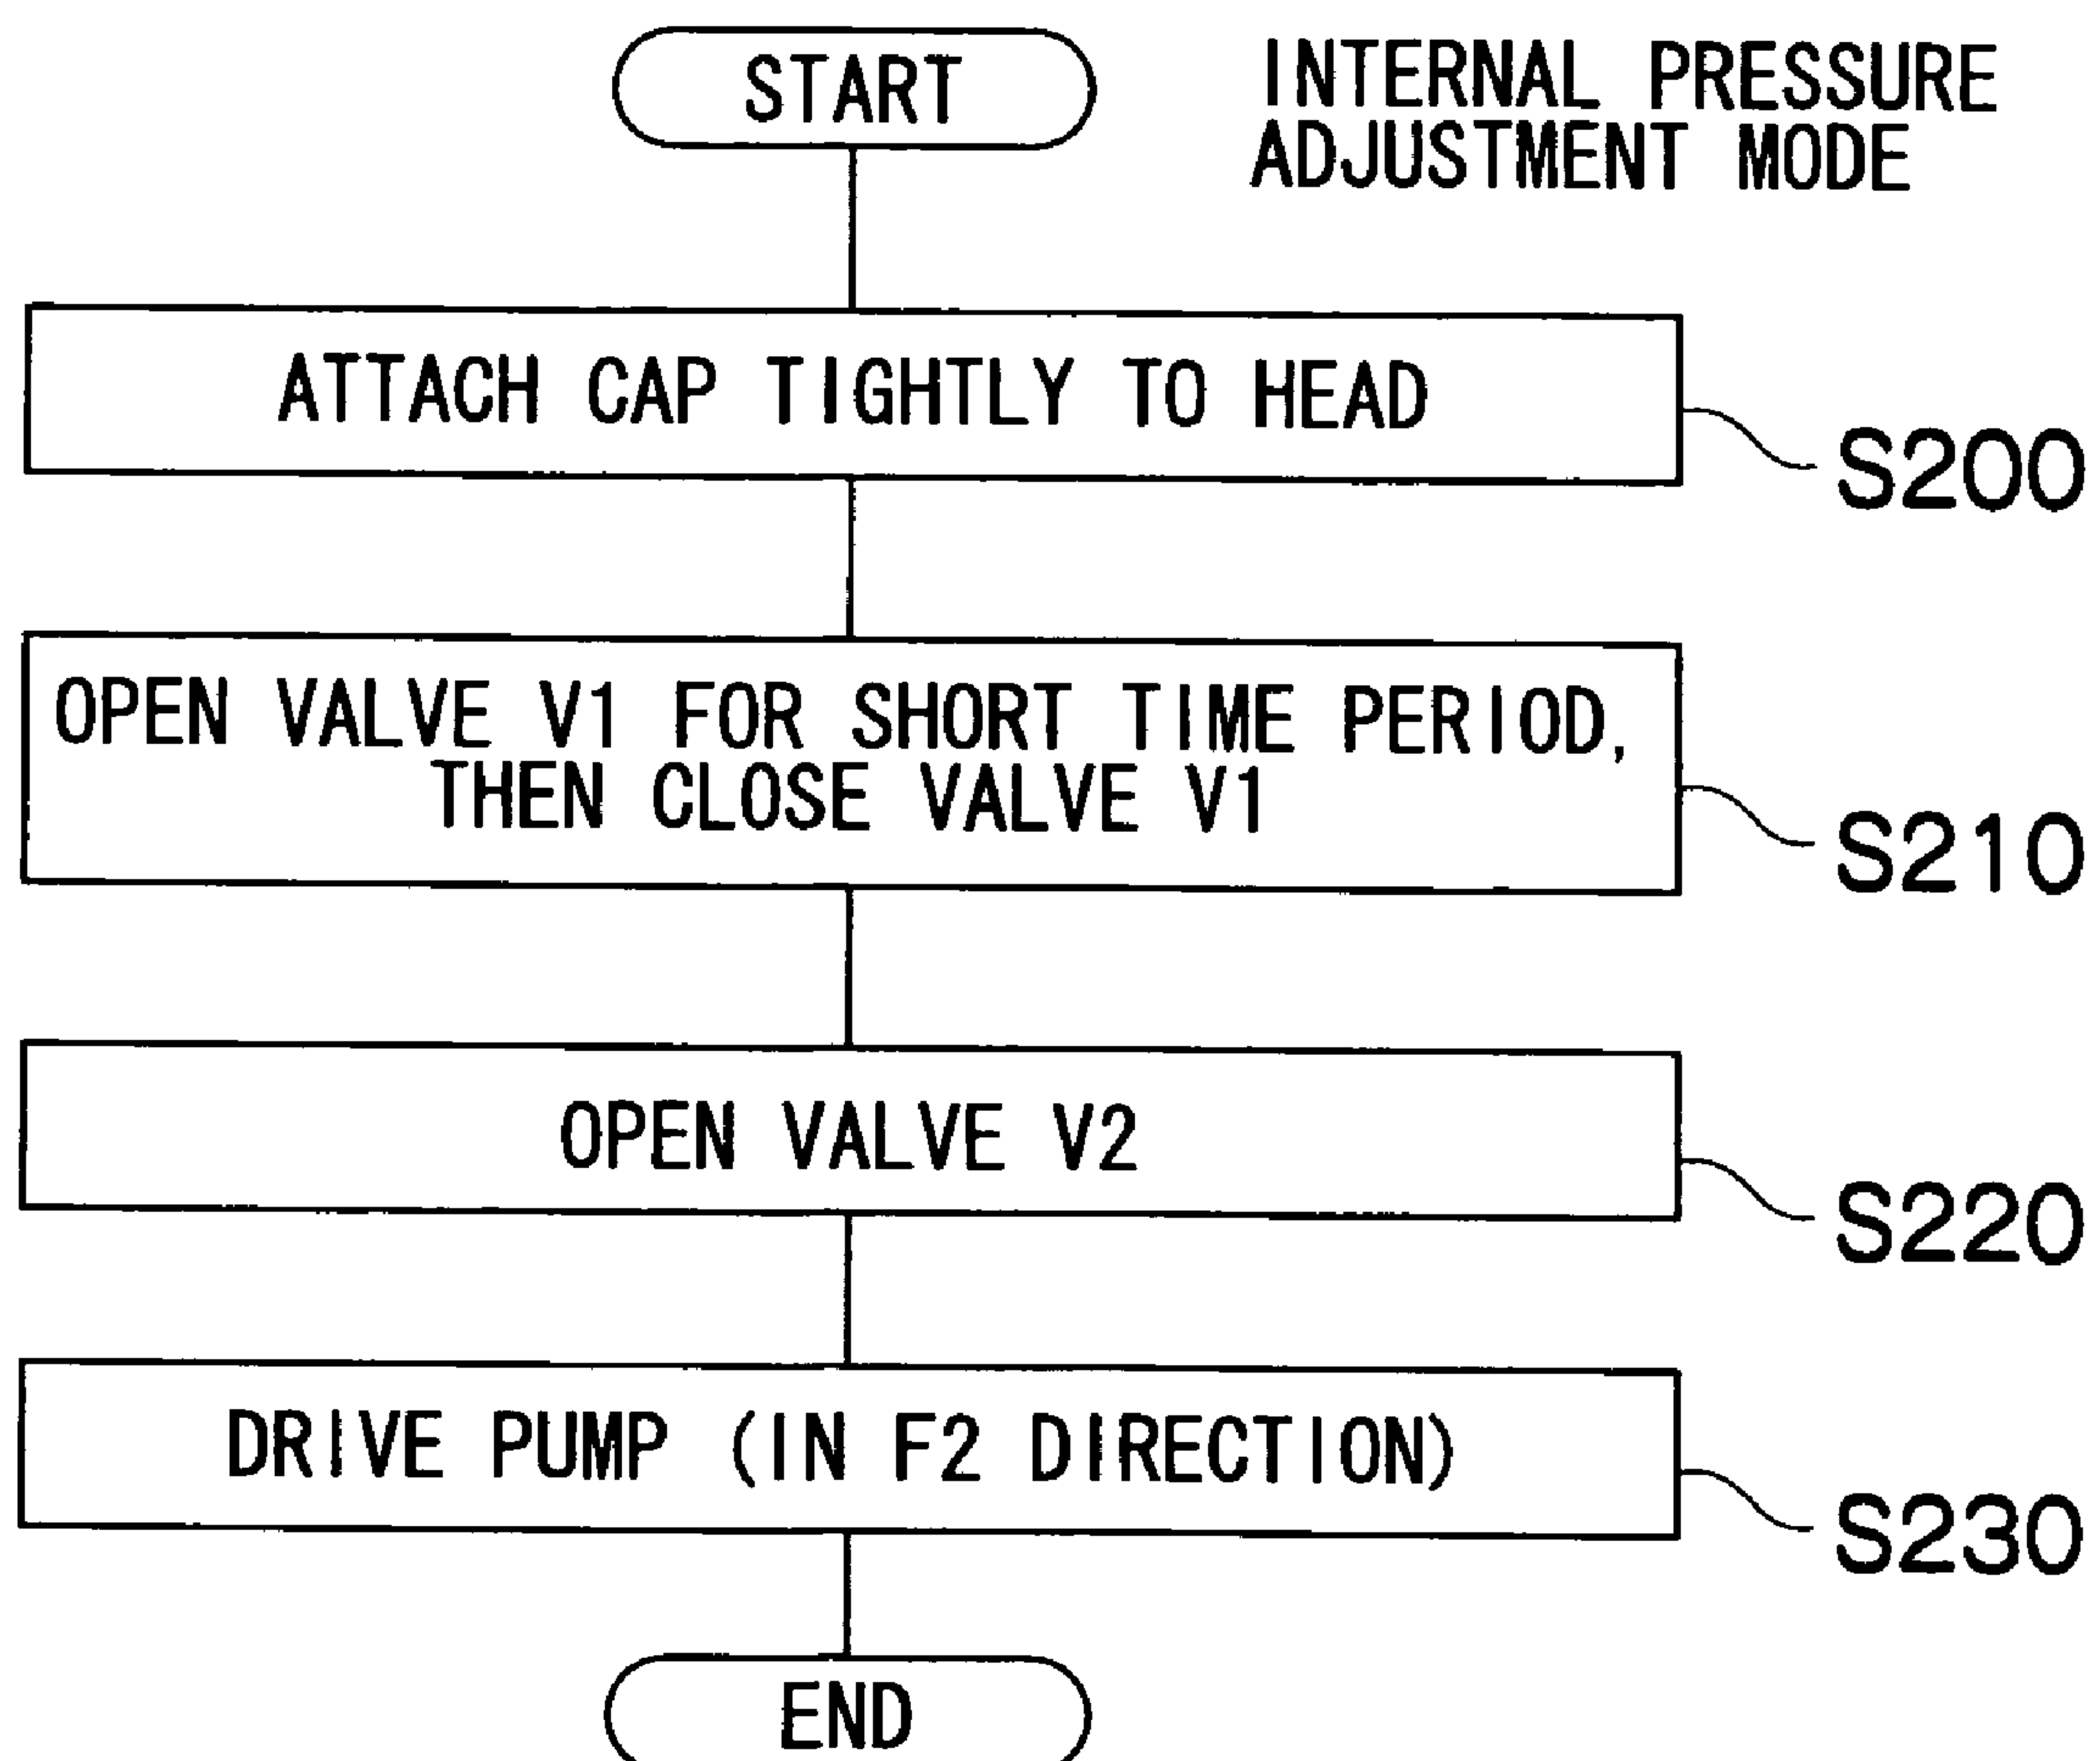 START
INTERNAL PRESSURE
ADJUSTMENT MODE
ATTACH CAP TIGHTLY TO HEAD
S200
OPEN VALVE V1 FOR SHORT TIME PERIOD,
THEN CLOSE VALVE V1
S210
OPEN VALVE V2
S220
DRIVE PUMP (IN F2 DIRECTION)
S230
END